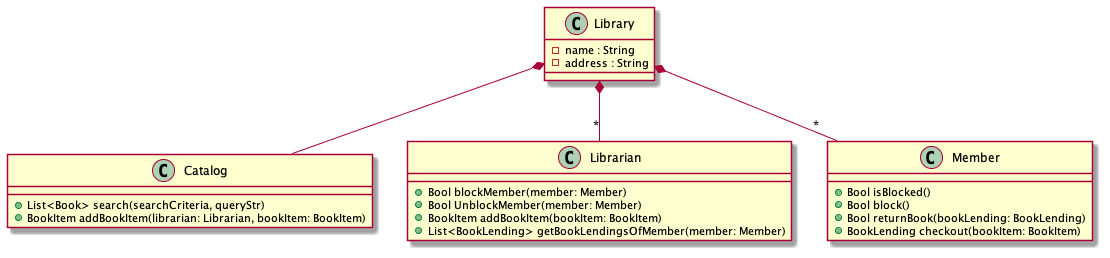 C Library
name : String
address : String
*
*
C Catalog
List<Book> search(searchCriteria, queryStr)
BookItem addBookItem(librarian: Librarian, bookItem: BookItem)
C Librarian
Bool blockMember(member: Member)
Bool UnblockMember(member: Member)
BookItem addBookItem(bookItem: BookItem)
List<BookLending> getBookLendingsOfMember(member: Member)
C Member
Bool isBlocked()
Bool block()
Bool returnBook(bookLending: BookLending)
BookLending checkout(bookItem: BookItem)